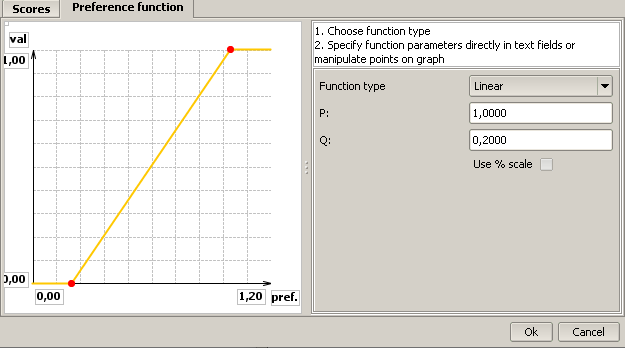 Scores
Preference function
val
1,00
0,00
0,00
1,20
pref.
1. Choose function type
2. Specify function parameters directly in text fields or
manipulate points on graph
Function type
Linear
P:
1,0000
Q:
0,2000
Use % scale
Ok
Cancel